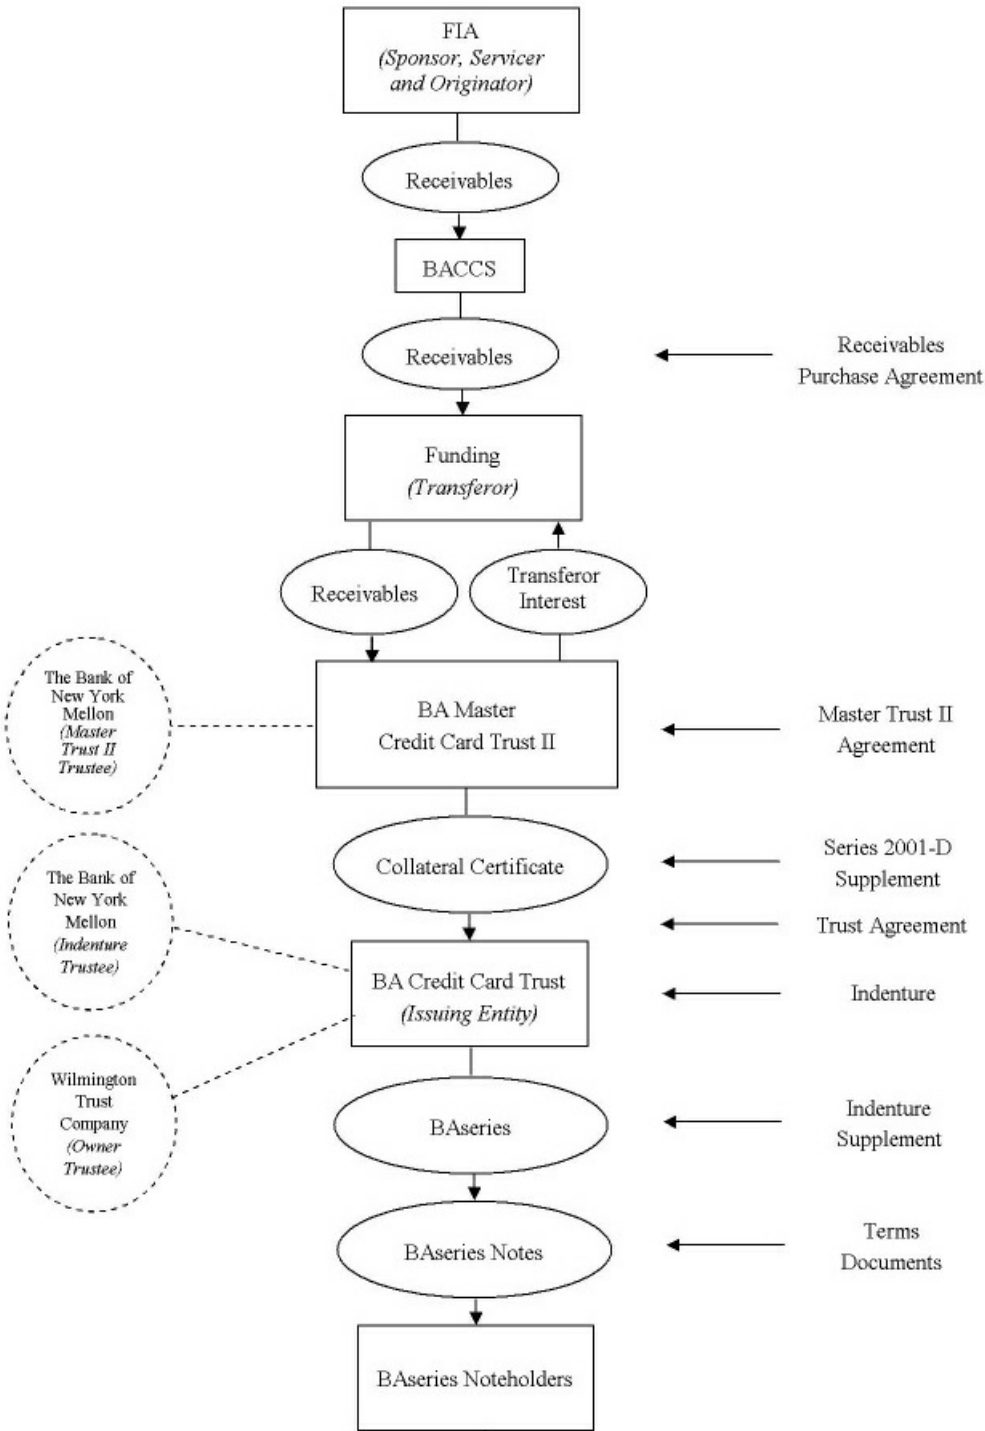 FIA
(Sponsor, Servicer
and Originator)
Receivables
BACCS
Receivables
Receivables
Purchase Agreement
Funding
(Transferor)
Receivables
Transferor
Interest
The Bank of
New York
Mellon
(Master
Trust II
Trustee)
BA Master
Credit Card Trust II
Master Trust II
Agreement
Collateral Certificate
Series 2001-D
Supplement
The Bank of
New York
Mellon
(Indenture
Trustee)
Trust Agreement
BA Credit Card Trust
(Issuing Entity)
Indenture
Wilmington
Trust
Company
(Owner
Trustee)
BAseries
Indenture
Supplement
BAseries Notes
Terms
Documents
BAseries Noteholders